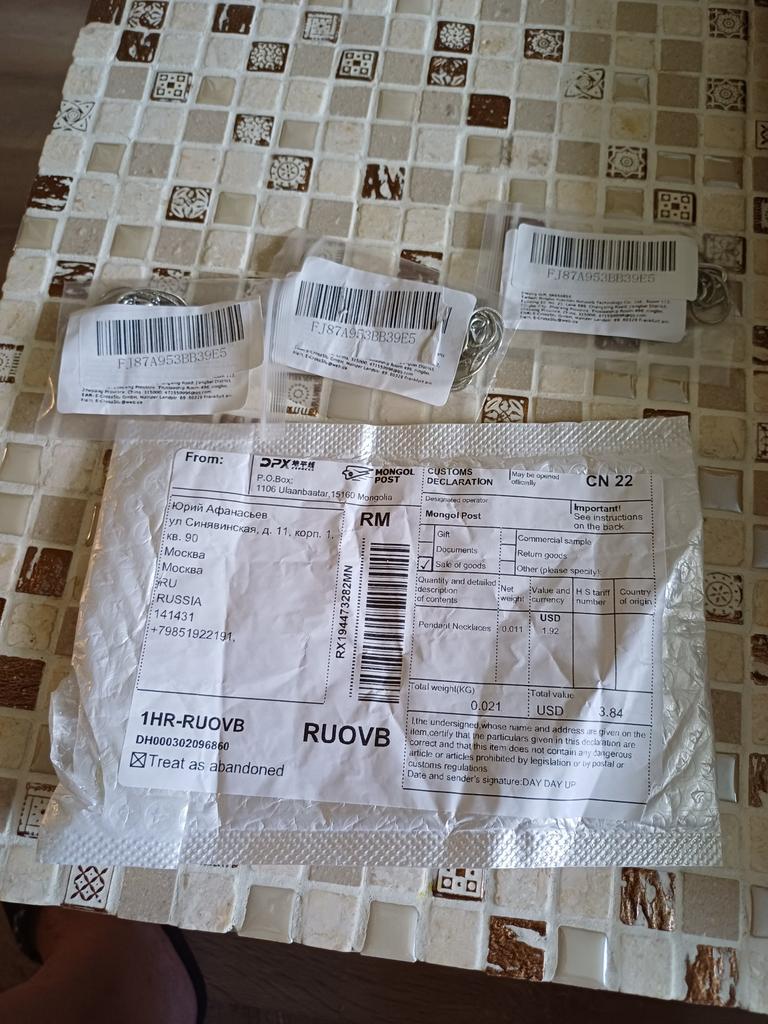 FJ87A953BB39E5
FJ87A953BB39E5
FJ87A953BB39E5
From:
DPX
P.O.Box:
1106 Ulaanbaatar,15160 Mongolia
MONGOL
POST
CUSTOMS
DECLARATION
May be opened
officially
CN 22
Designated operator
Mongol Post
Important!
See instructions
on the back
Юрий Афанасьев
ул Синявинская, д. 11, корп. 1,
кв. 90
Москва
Москва
RU
RUSSIA
141431
+79851922191,
RM
RX194473282MN
Gift
Documents
Sale of goods
Commercial sample
Return goods
Other (please specify):
Quantity and detailed
description
of contents
Net
weight
Value and
currency
H S tariff
number
Country
of origin
USD
Pendant Necklaces
0.011
1.92
Total weight(KG)
0.021
Total value
USD 3.84
1HR-RUOVB
DH000302096860
Treat as abandoned
RUOVB
I,the undersigned,whose name and address are given on the
item,certify that the particulars given in this declaration are
correct and that this item does not contain any dangerous
article or articles prohibited by legislation or by postal or
customs regulations
Date and sender's signature:DAY DAY UP